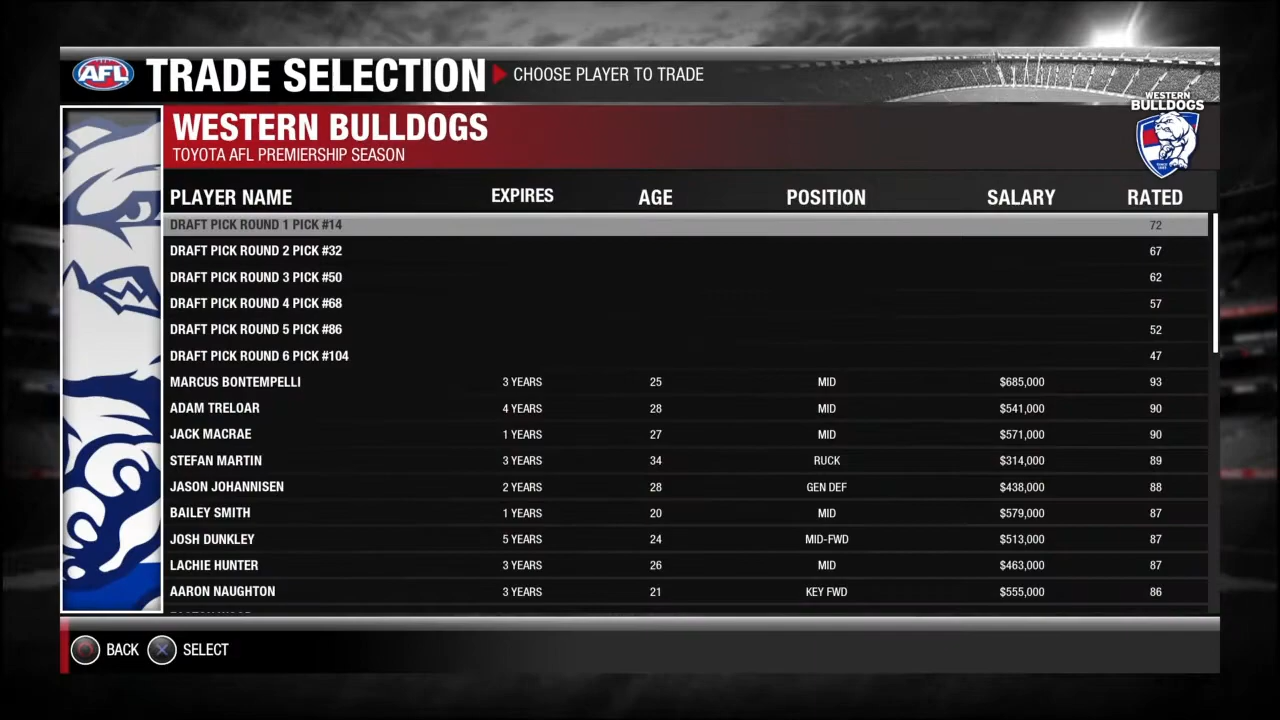 AFL TRADE SELECTION CHOOSE PLAYER TO TRADE
WESTERN BULLDOGS
WESTERN BULLDOGS
TOYOTA AFL PREMIERSHIP SEASON
PLAYER NAME EXPIRES AGE POSITION SALARY RATED
DRAFT PICK ROUND 1 PICK #14 72
DRAFT PICK ROUND 2 PICK #32 67
DRAFT PICK ROUND 3 PICK #50 62
DRAFT PICK ROUND 4 PICK #68 57
DRAFT PICK ROUND 5 PICK #86 52
DRAFT PICK ROUND 6 PICK #104 47
MARCUS BONTEMPELLI 3 YEARS 25 MID $685,000 93
ADAM TRELOAR 4 YEARS 28 MID $541,000 90
JACK MACRAE 1 YEARS 27 MID $571,000 90
STEFAN MARTIN 3 YEARS 34 RUCK $314,000 89
JASON JOHANNISEN 2 YEARS 28 GEN DEF $438,000 88
BAILEY SMITH 1 YEARS 20 MID $579,000 87
JOSH DUNKLEY 5 YEARS 24 MID-FWD $513,000 87
LACHIE HUNTER 3 YEARS 26 MID $463,000 87
AARON NAUGHTON 3 YEARS 21 KEY FWD $555,000 86
BACK SELECT